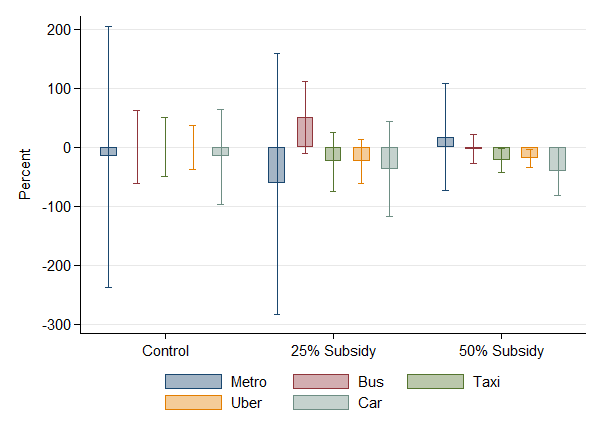 200
100
0
-100
-200
-300
Percent
Control 25% Subsidy 50% Subsidy
Metro Bus Taxi
Uber Car